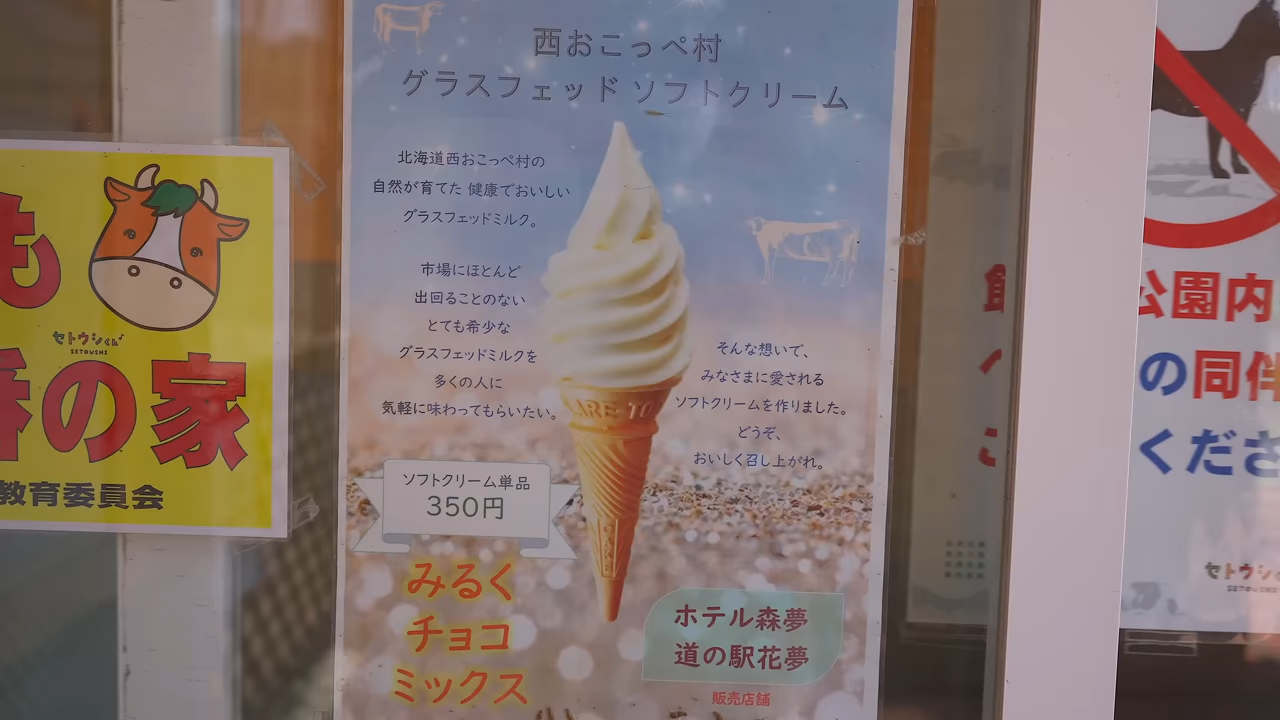 西おこっぺ村
グラスフェッド ソフトクリーム
北海道西おこっぺ村の
自然が育てた 健康でおいしい
グラスフェッドミルク。
市場にほとんど
出回ることのない
とても希少な
グラスフェッドミルクを
多くの人に
気軽に味わってもらいたい。
そんな想いで、
みなさまに愛される
ソフトクリームを作りました。
どうぞ、
おいしく召し上がれ。
ソフトクリーム単品
350円
みるく
チョコ
ミックス
ホテル森夢
道の駅花夢
販売店舗
も
セトウシくん
SETOUSHI
番の家
教育委員会
公園内
の同伴
くださ
セトウシ
SETOUSHI